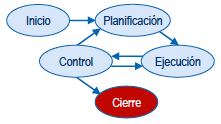 Inicio
Planificación
Control
Ejecución
Cierre